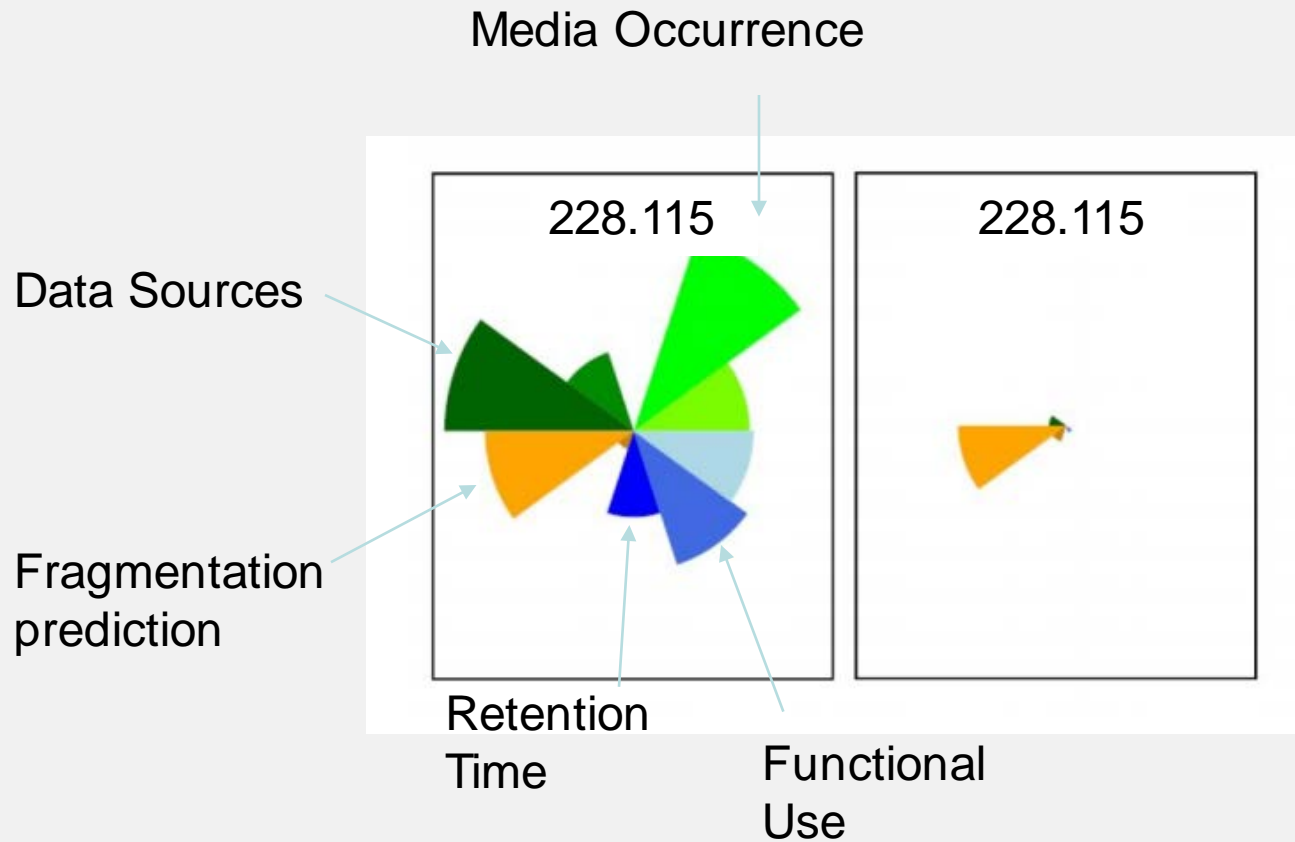 Media Occurrence
228.115
228.115
Data Sources
Fragmentation
prediction
Retention
Time
Functional
Use